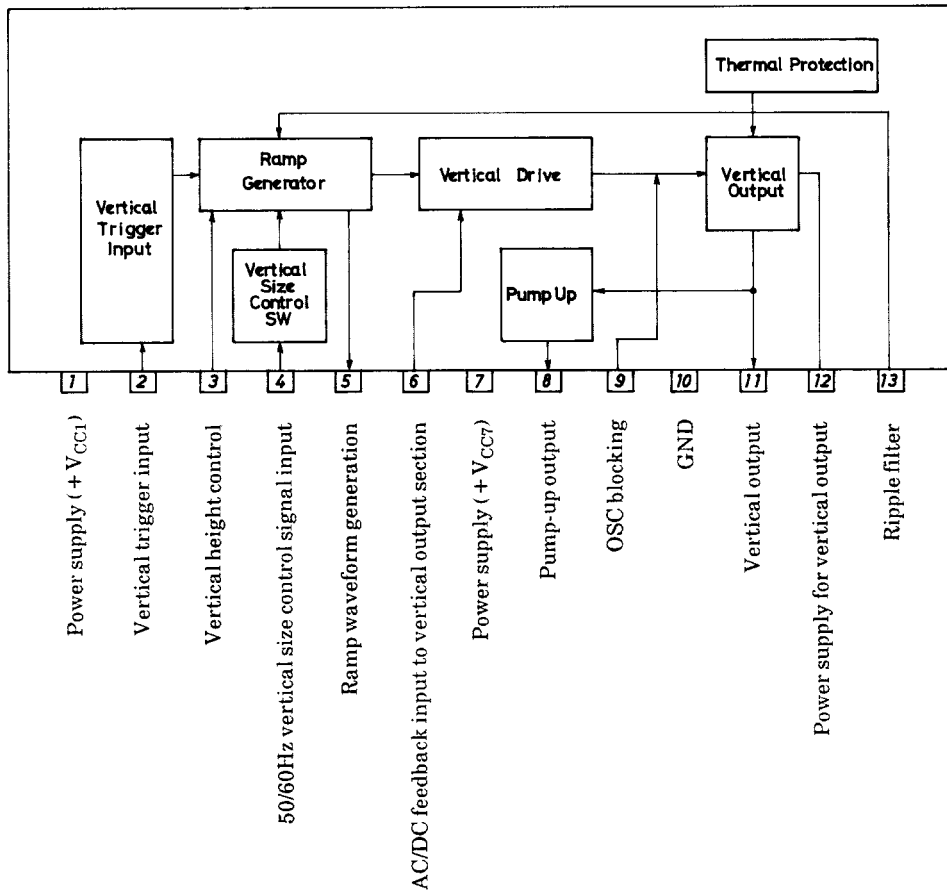 Thermal Protection
Ramp
Generator
Vertical Drive
Vertical
Output
Vertical
Trigger
Input
Vertical
Size
Control
SW
Pump Up
1
2
3
4
5
6
7
8
9
10
11
12
13
Power supply (+VCC1)
Vertical trigger input
Vertical height control
50/60Hz vertical size control signal input
Ramp waveform generation
AC/DC feedback input to vertical output section
Power supply (+VCC7)
Pump-up output
OSC blocking
GND
Vertical output
Power supply for vertical output
Ripple filter